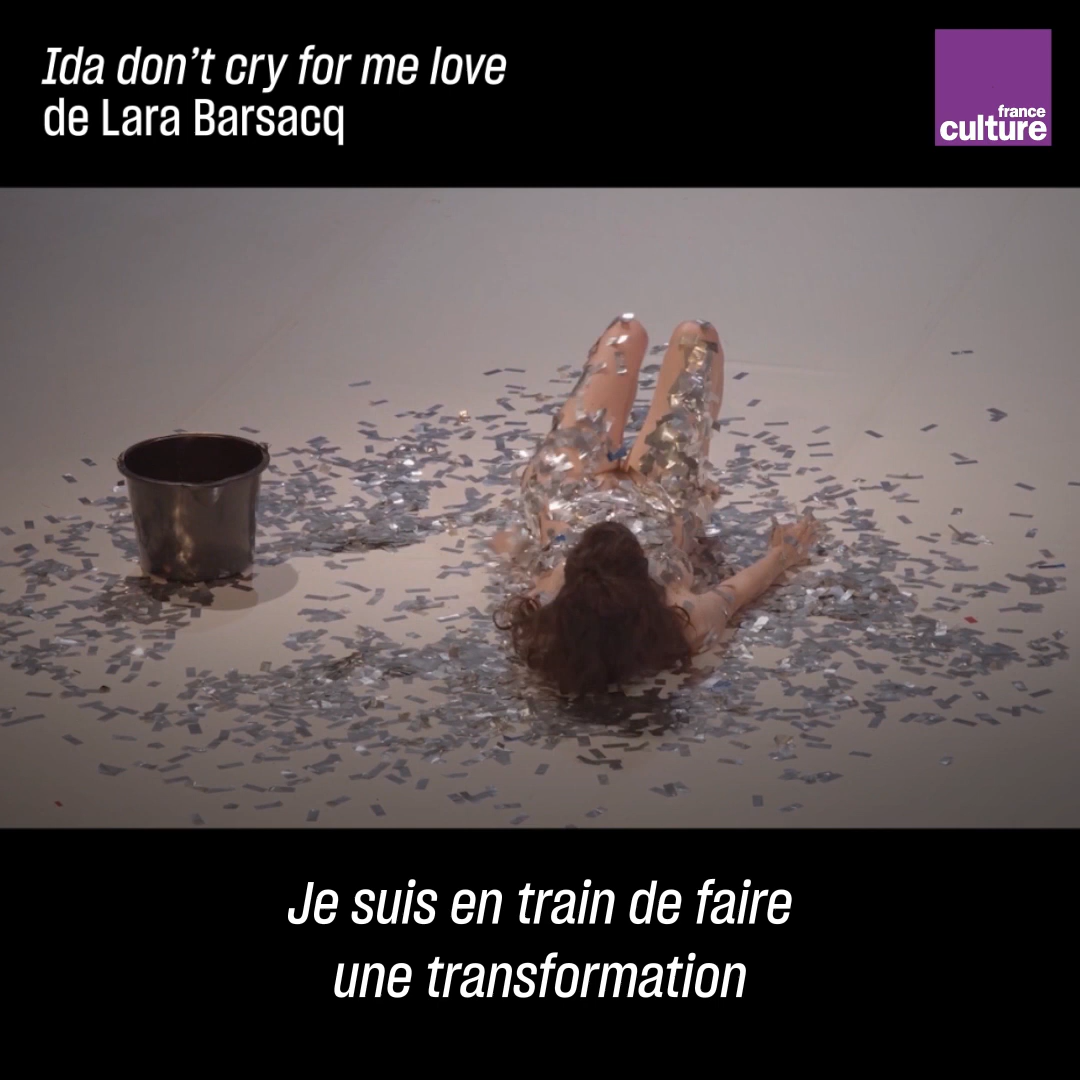 Ida don’t cry for me love
de Lara Barsacq
france
culture
Je suis en train de faire
une transformation